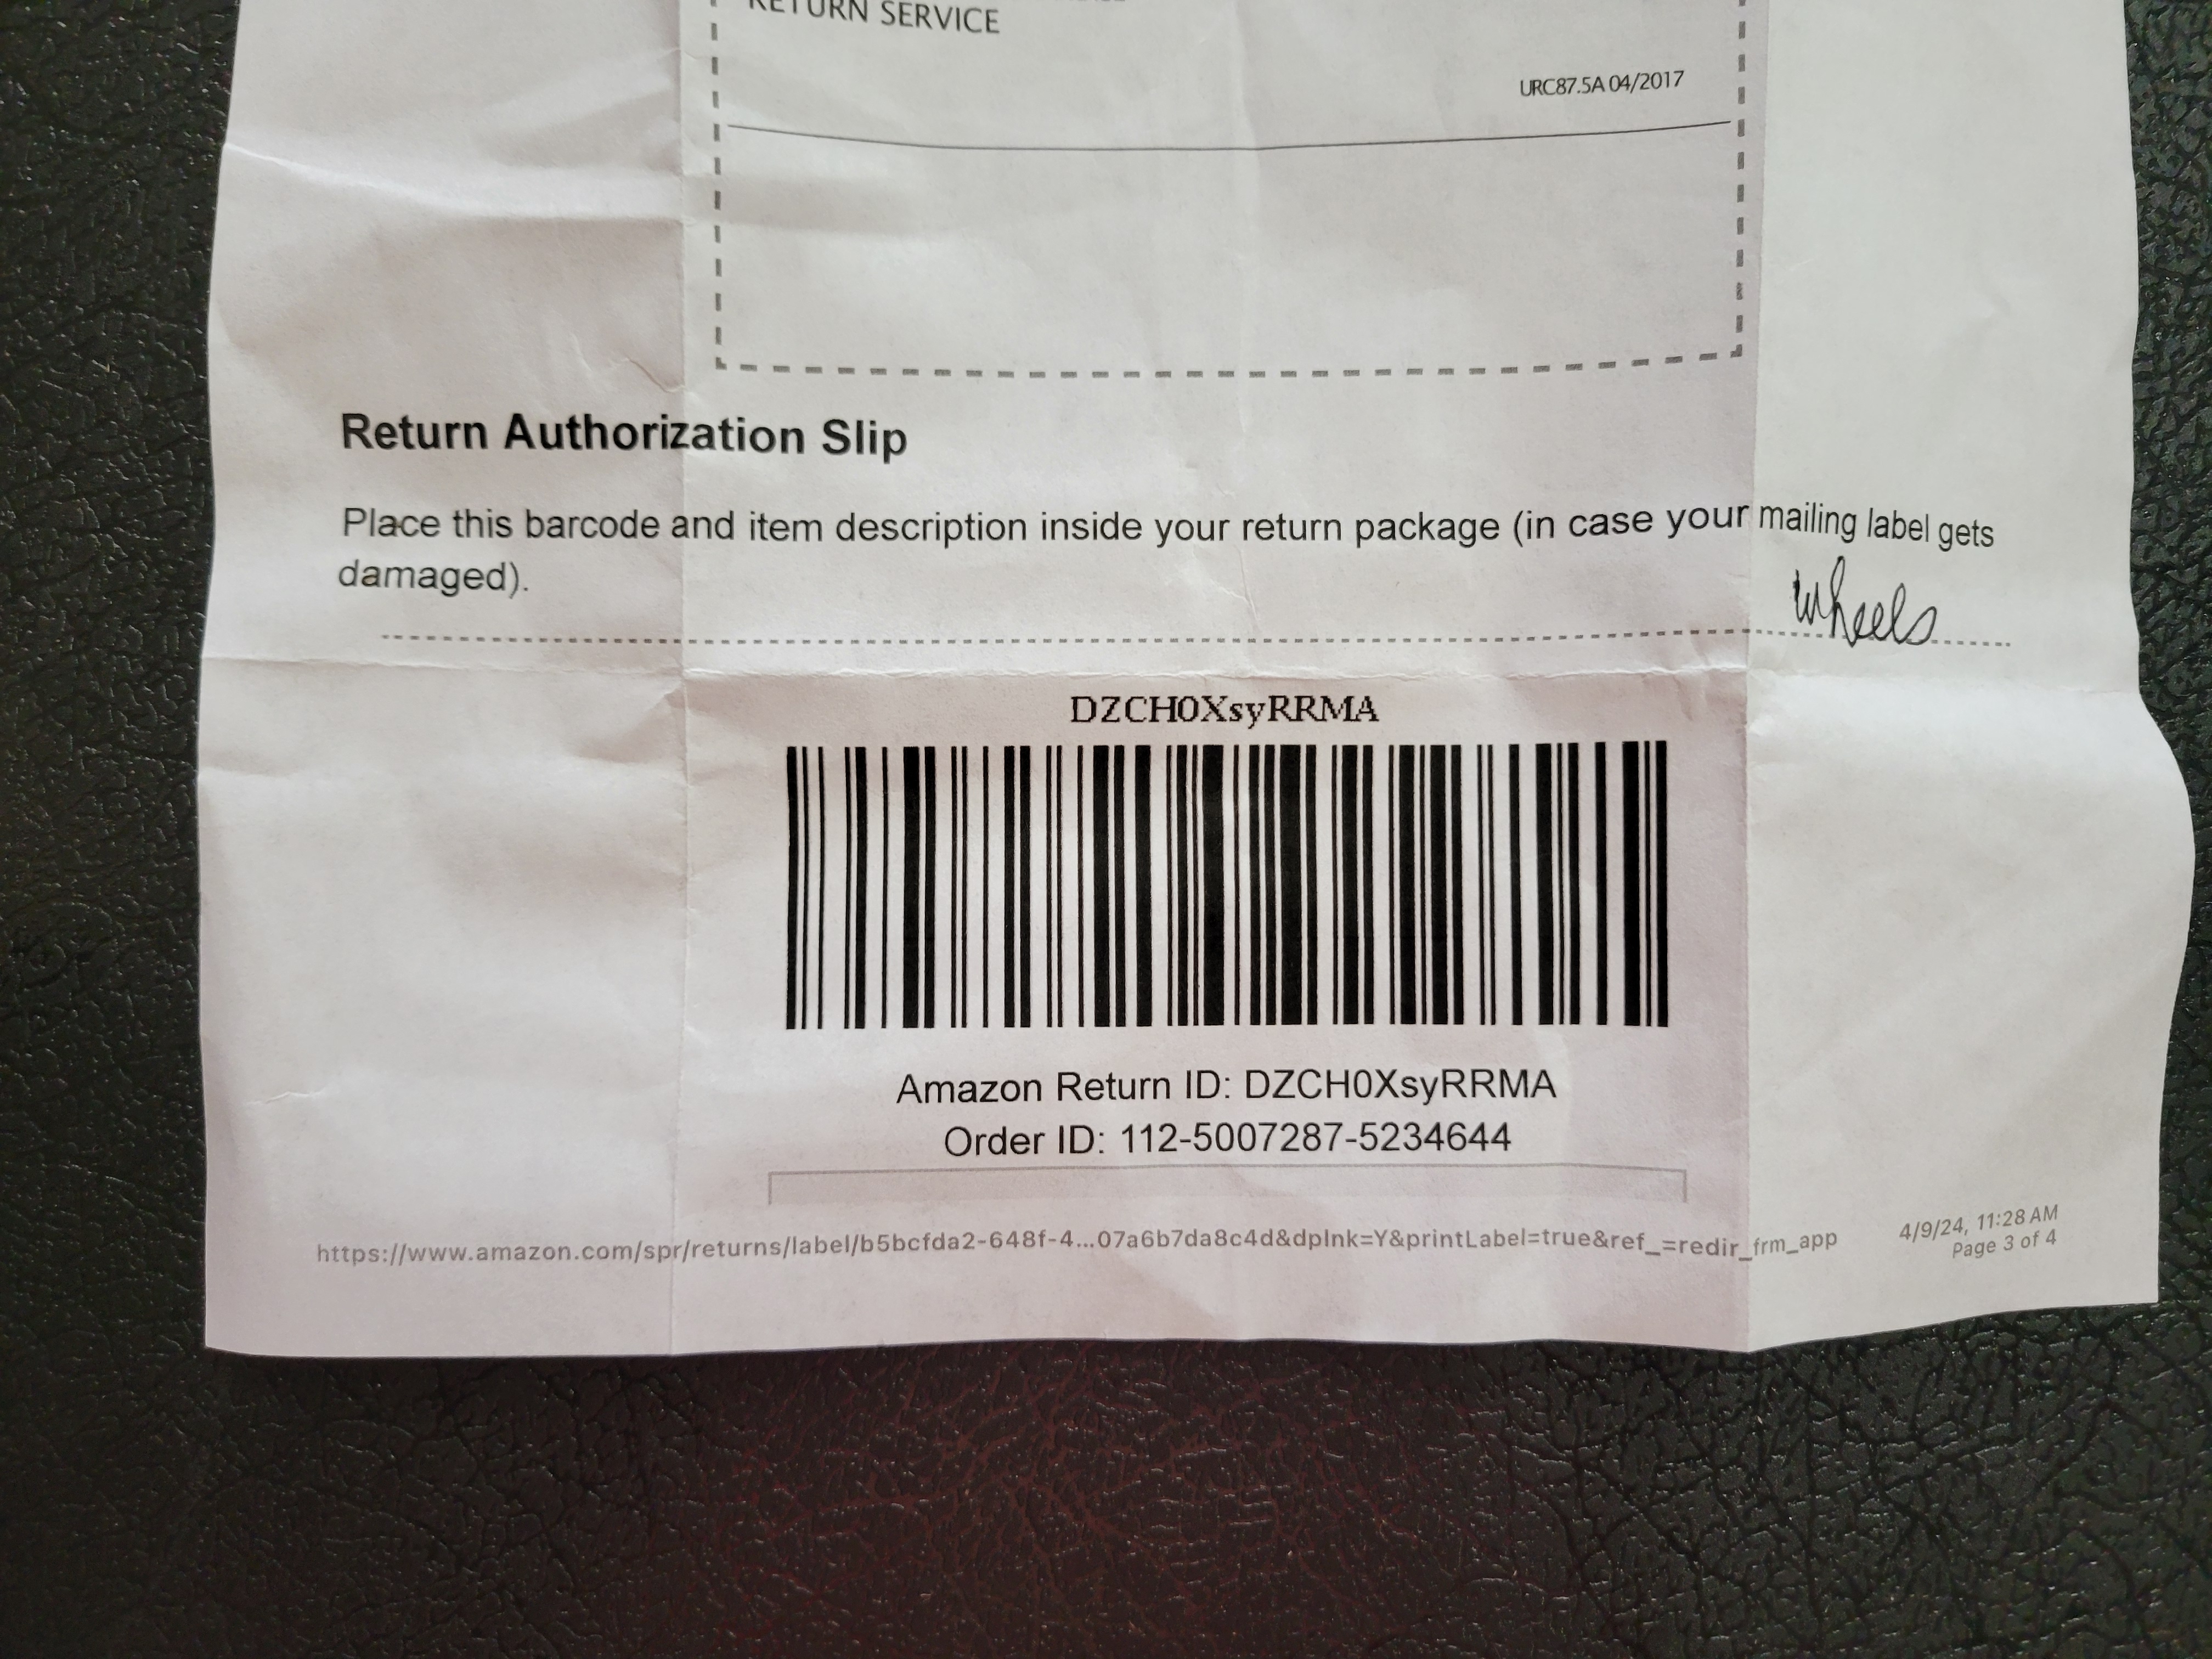 RETURN SERVICE
URC87.5A 04/2017
Return Authorization Slip
Place this barcode and item description inside your return package (in case your mailing label gets
damaged).
wheels
DZCH0XsyRRMA
Amazon Return ID: DZCH0XsyRRMA
Order ID: 112-5007287-5234644
https://www.amazon.com/spr/returns/label/b5bcfda2-648f-4...07a6b7da8c4d&dplnk=Y&printLabel=true&ref_=redir_frm_app
4/9/24, 11:28 AM
Page 3 of 4